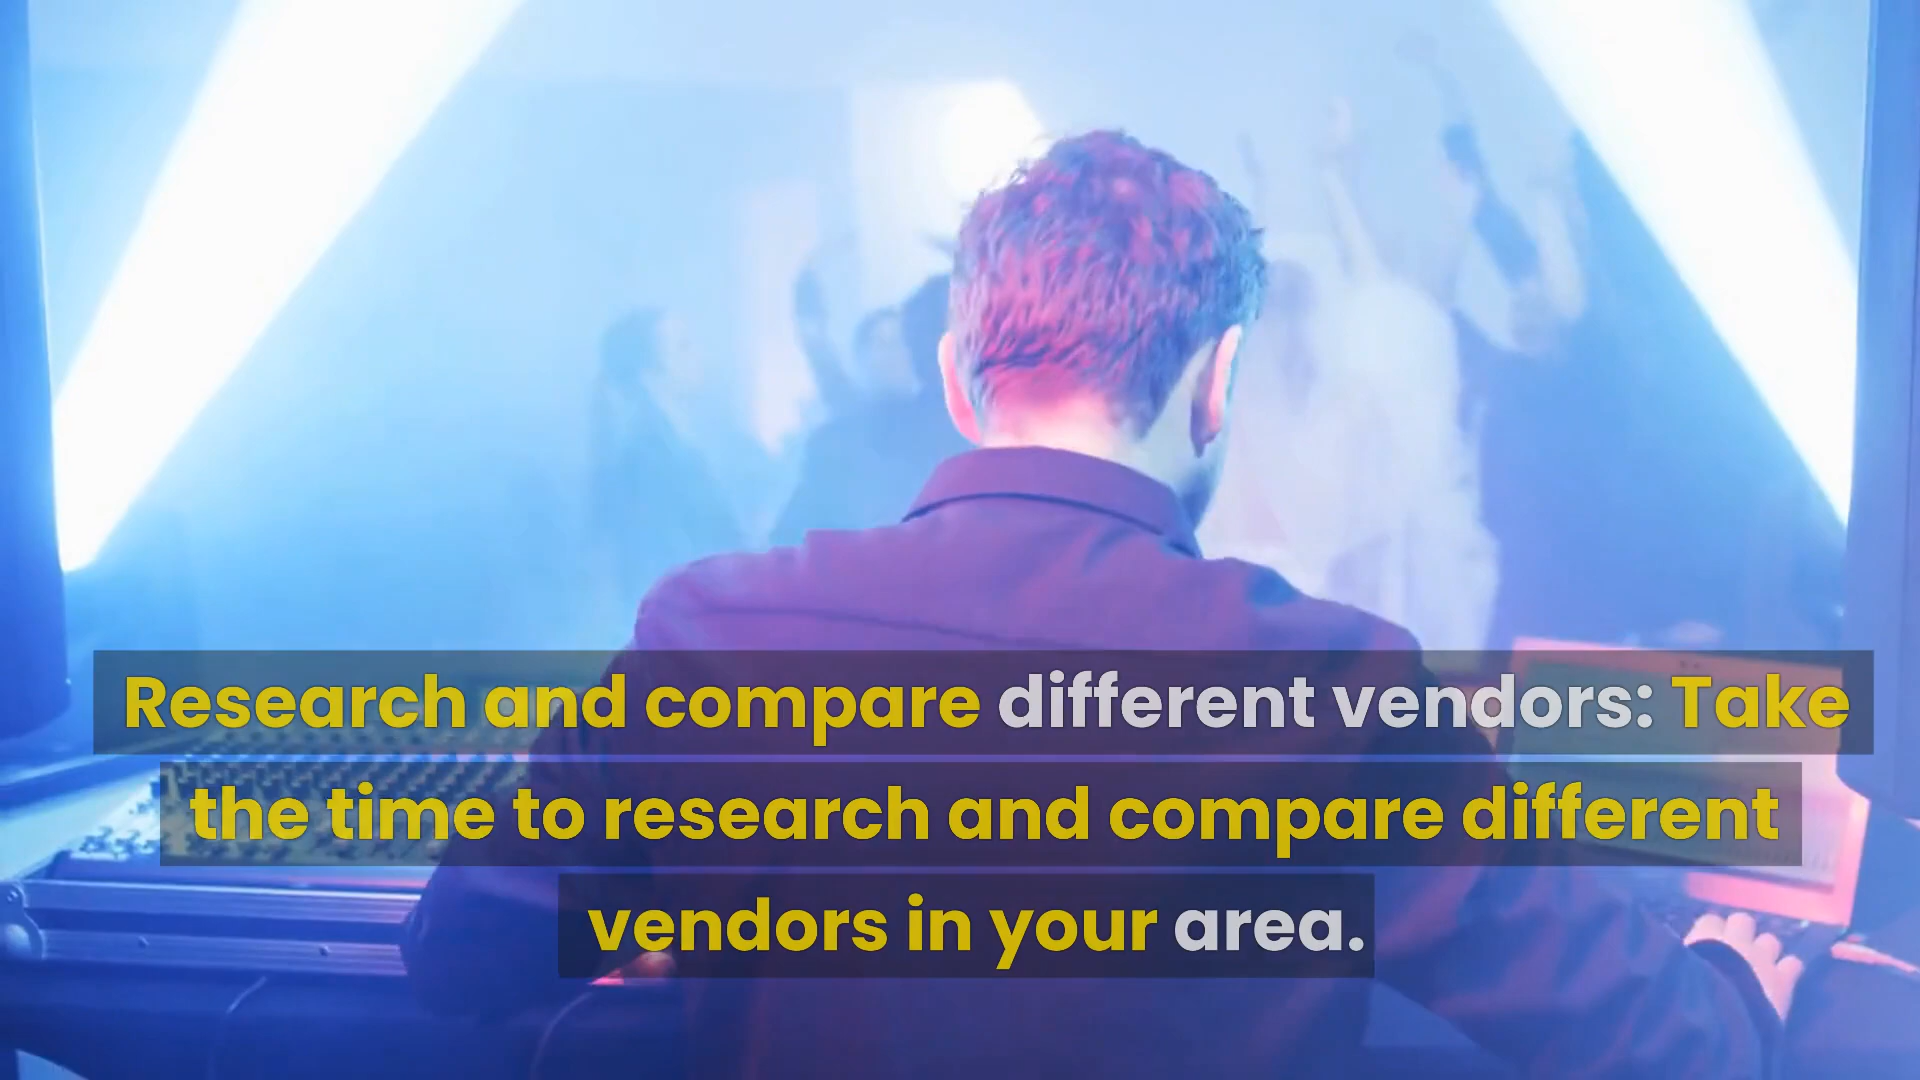 Research and compare different vendors: Take
the time to research and compare different
vendors in your area.